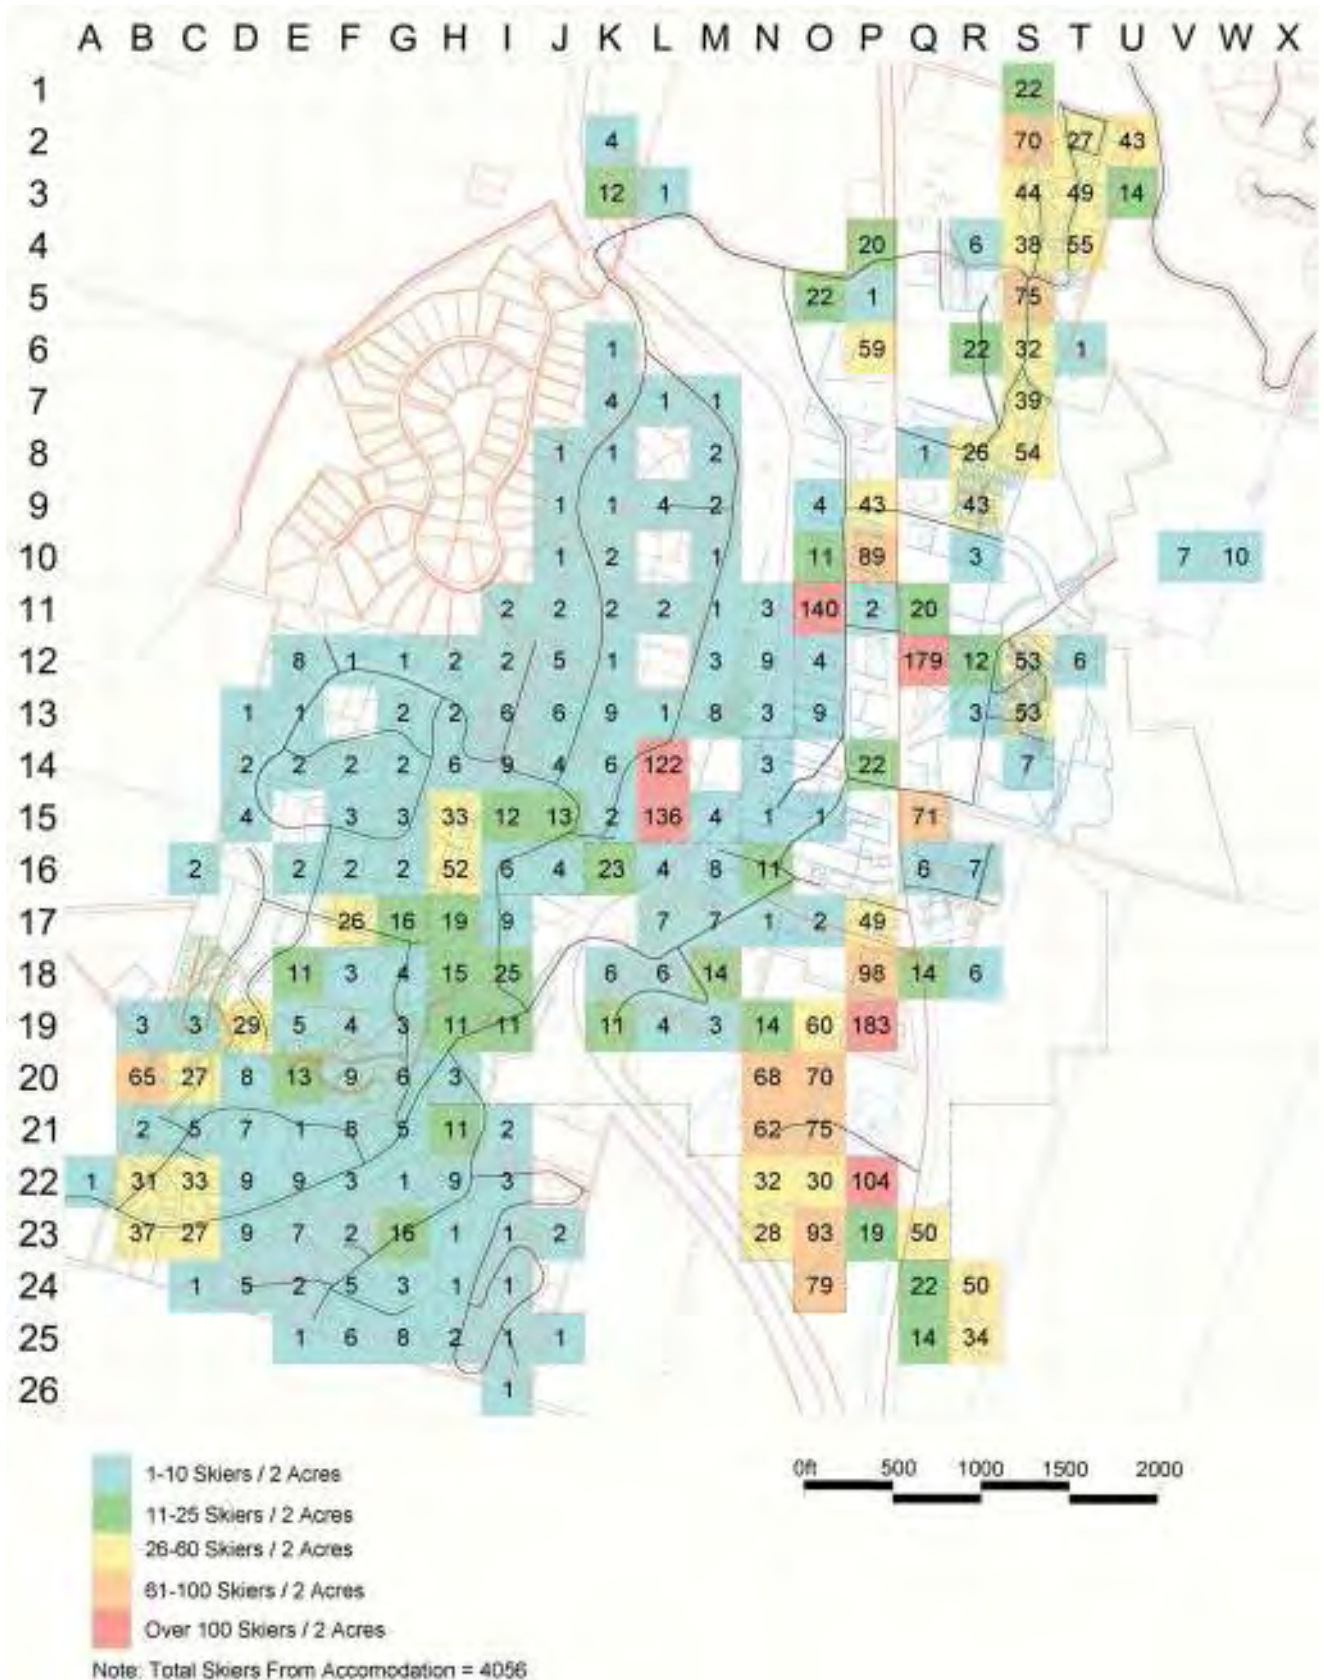 A B C D E F G H I J K L M N O P Q R S T U V W X
1 22
2 4 70 27 43
3 12 1 44 49 14
4 20 6 38 55
5 22 1 75
6 1 59 22 32 1
7 4 1 1 39
8 1 1 2 1 26 54
9 1 1 4 2 4 43 43
10 1 2 1 11 89 3 7 10
11 2 2 2 2 1 3 140 2 20
12 8 1 1 2 2 5 1 3 9 4 179 12 53 6
13 1 1 2 2 6 6 9 1 8 3 9 3 53
14 2 2 2 2 6 9 4 6 122 3 22 7
15 4 3 3 33 12 13 2 136 4 1 1 71
16 2 2 2 2 52 6 4 23 4 8 11 6 7
17 26 16 19 9 7 7 1 2 49
18 11 3 4 15 25 6 6 14 98 14 6
19 3 3 29 5 4 3 11 11 11 4 3 14 60 183
20 65 27 8 13 9 6 3 68 70
21 2 5 7 1 8 5 11 2 62 75
22 1 31 33 9 9 3 1 9 3 32 30 104
23 37 27 9 7 2 16 1 1 2 28 93 19 50
24 1 5 2 5 3 1 1 79 22 50
25 1 6 8 2 1 1 14 34
26 1
1-10 Skiers / 2 Acres
11-25 Skiers / 2 Acres
26-60 Skiers / 2 Acres
61-100 Skiers / 2 Acres
Over 100 Skiers / 2 Acres
0ft 500 1000 1500 2000
Note: Total Skiers From Accomodation = 4056